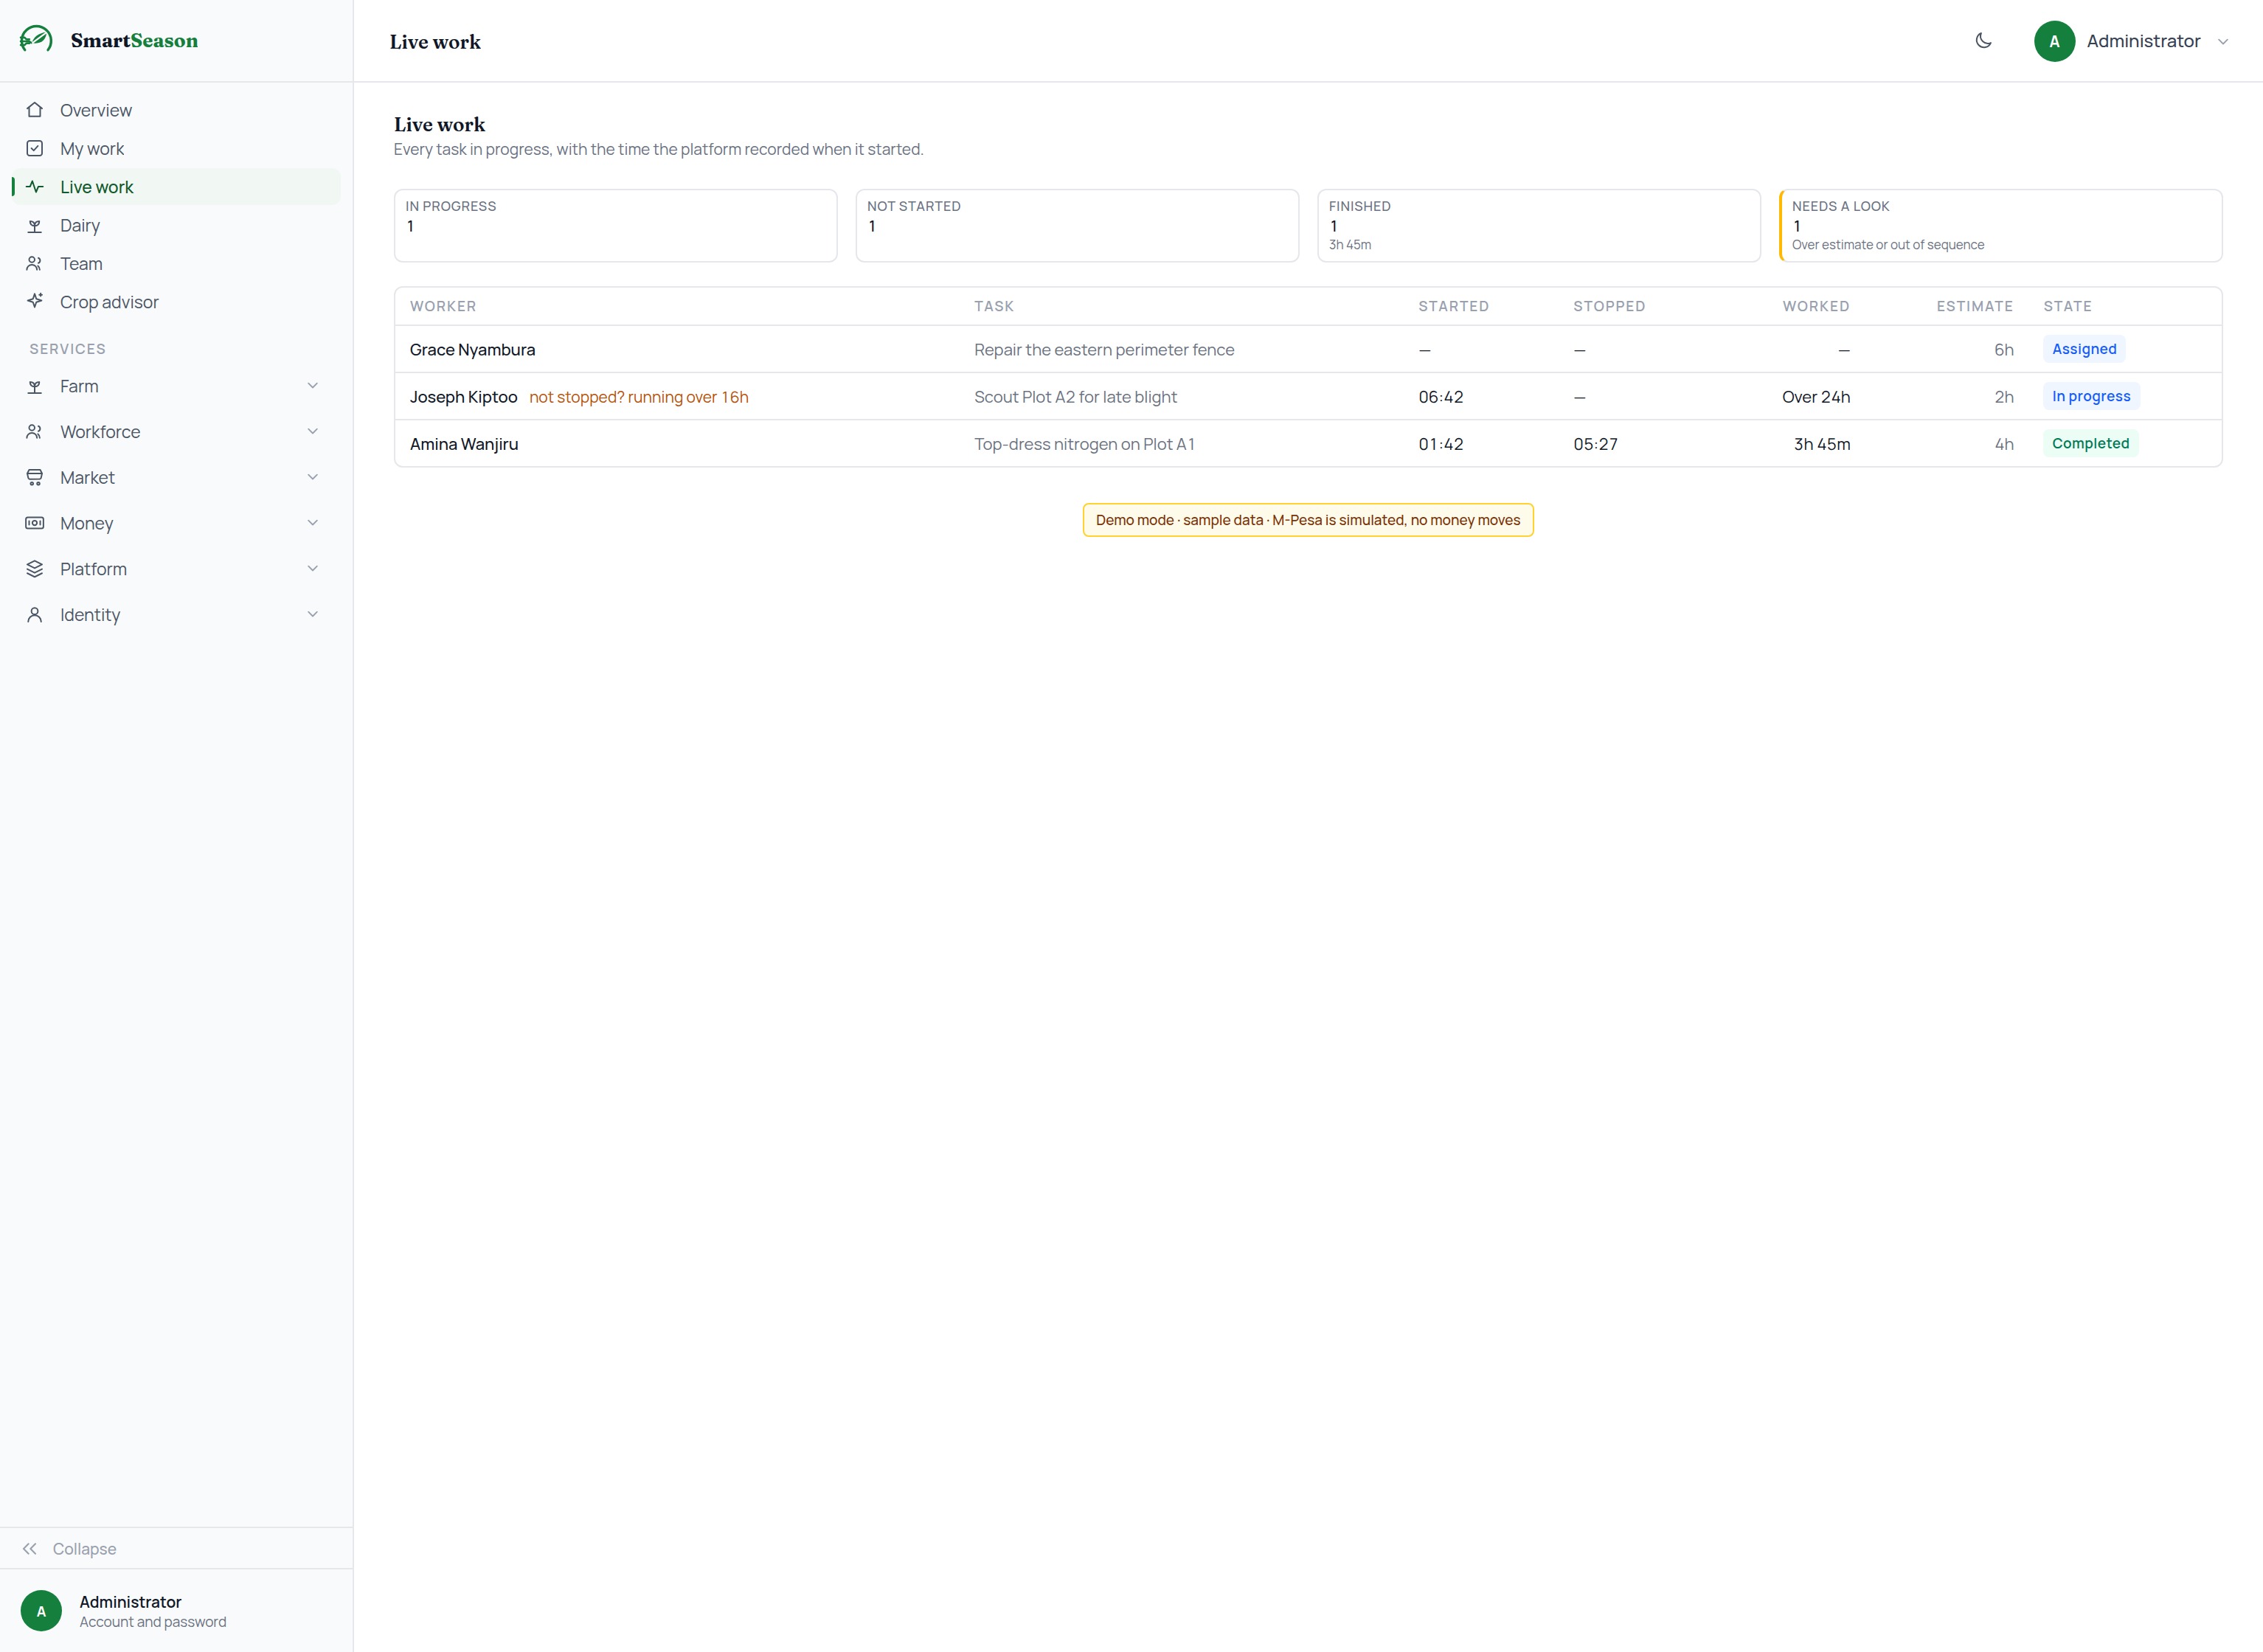 SmartSeason
Live work
A
Administrator
Overview
My work
Live work
Dairy
Team
Crop advisor
SERVICES
Farm
Workforce
Market
Money
Platform
Identity
Collapse
A
Administrator
Account and password
Live work
Every task in progress, with the time the platform recorded when it started.
IN PROGRESS
1
NOT STARTED
1
FINISHED
1
3h 45m
NEEDS A LOOK
1
Over estimate or out of sequence
WORKER TASK STARTED STOPPED WORKED ESTIMATE STATE
Grace Nyambura Repair the eastern perimeter fence — — — 6h Assigned
Joseph Kiptoo not stopped? running over 16h Scout Plot A2 for late blight 06:42 — Over 24h 2h In progress
Amina Wanjiru Top-dress nitrogen on Plot A1 01:42 05:27 3h 45m 4h Completed
Demo mode · sample data · M-Pesa is simulated, no money moves